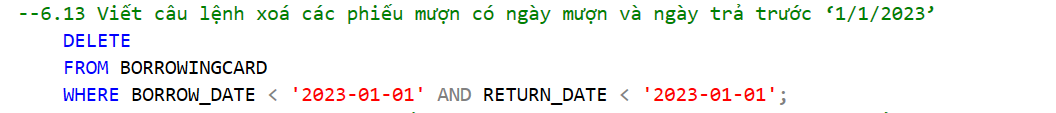 --6.13 Viết câu lệnh xoá các phiếu mượn có ngày mượn và ngày trả trước ‘1/1/2023’
DELETE
FROM BORROWINGCARD
WHERE BORROW_DATE < '2023-01-01' AND RETURN_DATE < '2023-01-01';